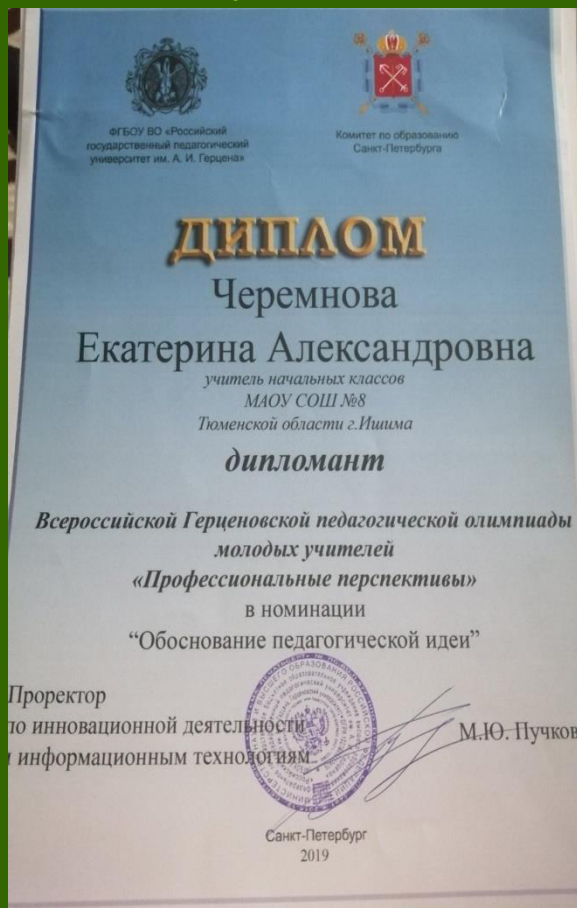 ФГБОУ ВО «Российский
государственный педагогический
университет им. А. И. Герцена»
Комитет по образованию
Санкт-Петербурга
ДИПЛОМ
Черемнова
Екатерина Александровна
учитель начальных классов
МАОУ СОШ №8
Тюменской области г.Ишима
дипломант
Всероссийской Герценовской педагогической олимпиады
молодых учителей
«Профессиональные перспективы»
в номинации
“Обоснование педагогической идеи”
Проректор
по инновационной деятельности
и информационным технологиям
М.Ю. Пучков
Санкт-Петербург
2019